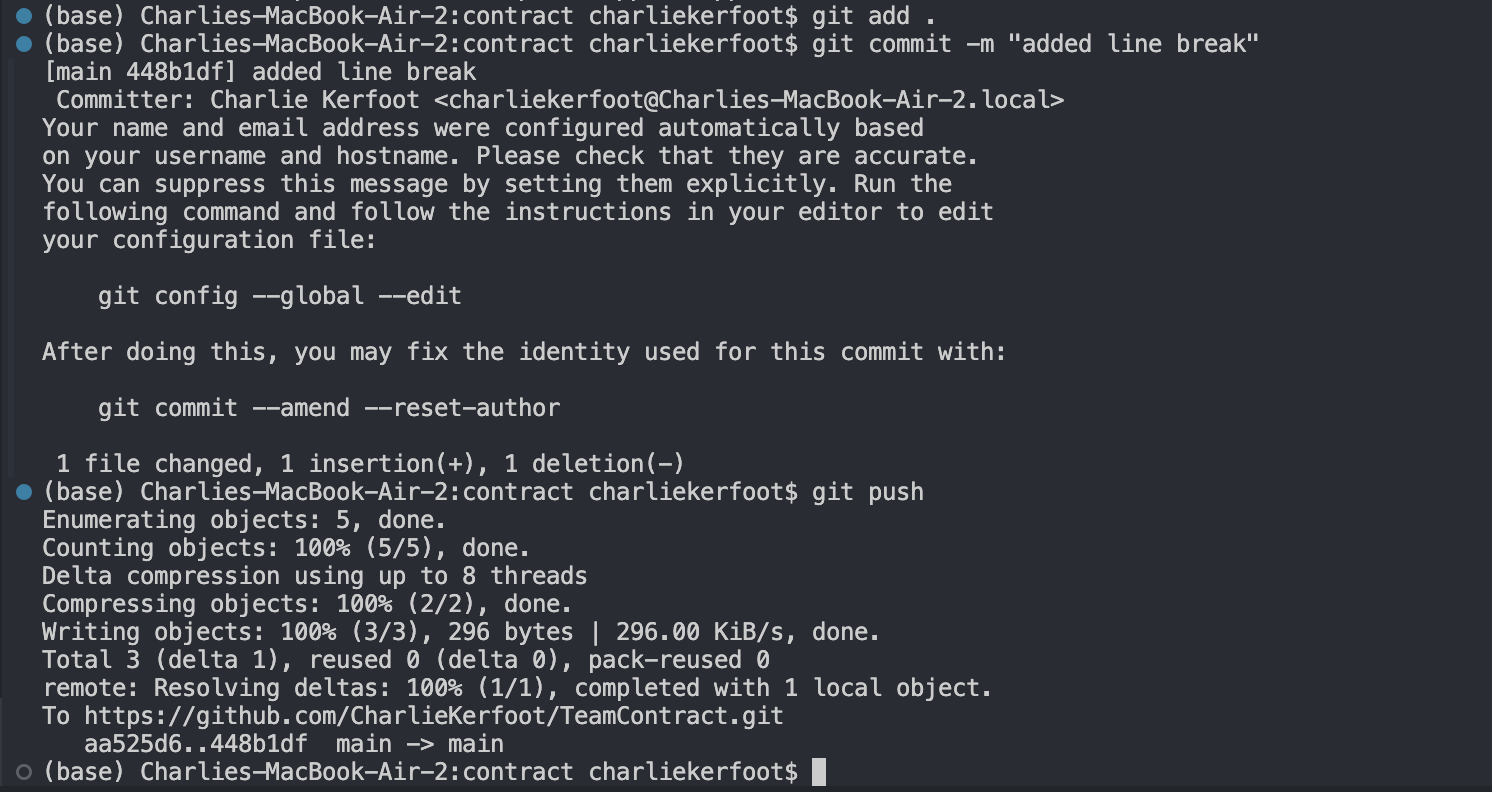 (base) Charlies-MacBook-Air-2:contract charliekerfoot$ git add .
(base) Charlies-MacBook-Air-2:contract charliekerfoot$ git commit -m "added line break"
[main 448b1df] added line break
 Committer: Charlie Kerfoot <charliekerfoot@Charlies-MacBook-Air-2.local>
Your name and email address were configured automatically based
on your username and hostname. Please check that they are accurate.
You can suppress this message by setting them explicitly. Run the
following command and follow the instructions in your editor to edit
your configuration file:

    git config --global --edit

After doing this, you may fix the identity used for this commit with:

    git commit --amend --reset-author

 1 file changed, 1 insertion(+), 1 deletion(-)
(base) Charlies-MacBook-Air-2:contract charliekerfoot$ git push
Enumerating objects: 5, done.
Counting objects: 100% (5/5), done.
Delta compression using up to 8 threads
Compressing objects: 100% (2/2), done.
Writing objects: 100% (3/3), 296 bytes | 296.00 KiB/s, done.
Total 3 (delta 1), reused 0 (delta 0), pack-reused 0
remote: Resolving deltas: 100% (1/1), completed with 1 local object.
To https://github.com/CharlieKerfoot/TeamContract.git
   aa525d6..448b1df  main -> main
(base) Charlies-MacBook-Air-2:contract charliekerfoot$